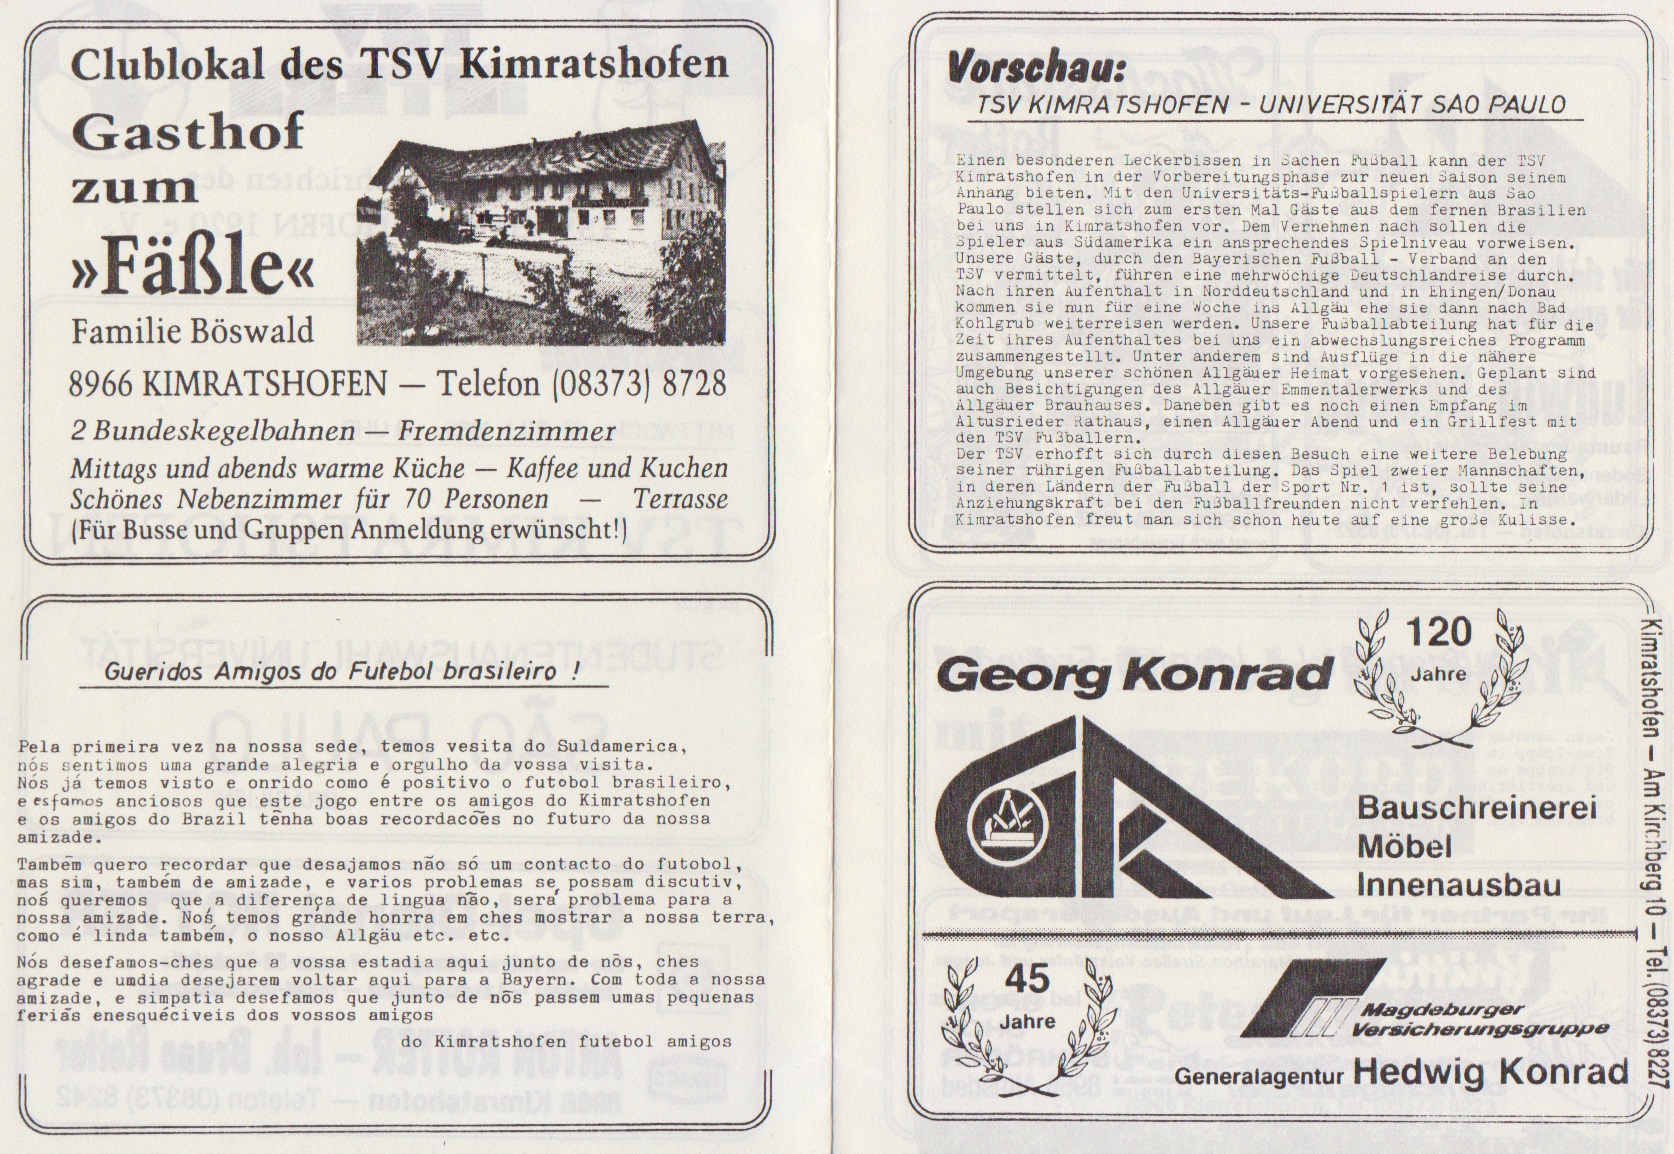 Clublokal des TSV Kimratshofen
Gasthof
zum
»Fäßle«
Familie Böswald
8966 KIMRATSHOFEN — Telefon (08373) 8728
2 Bundeskegelbahnen — Fremdenzimmer
Mittags und abends warme Küche — Kaffee und Kuchen
Schönes Nebenzimmer für 70 Personen — Terrasse
(Für Busse und Gruppen Anmeldung erwünscht!)
Gueridos Amigos do Futebol brasileiro !
Pela primeira vez na nossa sede, temos vesita do Suldamerica,
nós sentimos uma grande alegria e orgulho da vossa visita.
Nós já temos visto e onrido como é positivo o futobol brasileiro,
e esfamos anciosos que este jogo entre os amigos do Kimratshofen
e os amigos do Brazil tenha boas recordacões no futuro da nossa
amizade.
Também quero recordar que desajamos não só um contacto do futobol,
mas sim, também de amizade, e varios problemas se possam discutiv,
nós queremos que a diferença de lingua não, será problema para a
nossa amizade. Nós temos grande honrra em ches mostrar a nossa terra,
como é linda também, o nosso Allgäu etc. etc.
Nós desefamos-ches que a vossa estadia aqui junto de nós, ches
agrade e umdia desejarem voltar aqui para a Bayern. Com toda a nossa
amizade, e simpatia desefamos que junto de nós passem umas pequenas
ferias enesquéciveis dos vossos amigos
do Kimratshofen futebol amigos
Vorschau:
TSV KIMRATSHOFEN - UNIVERSITÄT SAO PAULO
Einen besonderen Leckerbissen in Sachen Fußball kann der TSV
Kimratshofen in der Vorbereitungsphase zur neuen Saison seinem
Anhang bieten. Mit den Universitäts-Fußballspielern aus Sao
Paulo stellen sich zum ersten Mal Gäste aus dem fernen Brasilien
bei uns in Kimratshofen vor. Dem Vernehmen nach sollen die
Spieler aus Südamerika ein ansprechendes Spielniveau vorweisen.
Unsere Gäste, durch den Bayerischen Fußball - Verband an den
TSV vermittelt, führen eine mehrwöchige Deutschlandreise durch.
Nach ihren Aufenthalt in Norddeutschland und in Ehingen/Donau
kommen sie nun für eine Woche ins Allgäu ehe sie dann nach Bad
Kohlgrub weiterreisen werden. Unsere Fußballabteilung hat für die
Zeit ihres Aufenthaltes bei uns ein abwechslungsreiches Programm
zusammengestellt. Unter anderem sind Ausflüge in die nähere
Umgebung unserer schönen Allgäuer Heimat vorgesehen. Geplant sind
auch Besichtigungen des Allgäuer Emmentalerwerks und des
Allgäuer Brauhauses. Daneben gibt es noch einen Empfang im
Altusrieder Rathaus, einen Allgäuer Abend und ein Grillfest mit
den TSV Fußballern.
Der TSV erhofft sich durch diesen Besuch eine weitere Belebung
seiner rührigen Fußballabteilung. Das Spiel zweier Mannschaften,
in deren Ländern der Fußball der Sport Nr. 1 ist, sollte seine
Anziehungskraft bei den Fußballfreunden nicht verfehlen. In
Kimratshofen freut man sich schon heute auf eine große Kulisse.
Georg Konrad
120
Jahre
Bauschreinerei
Möbel
Innenausbau
45
Jahre
Magdeburger
Versicherungsgruppe
Generalagentur Hedwig Konrad
Kimratshofen — Am Kirchberg 10 — Tel. (08373) 8227